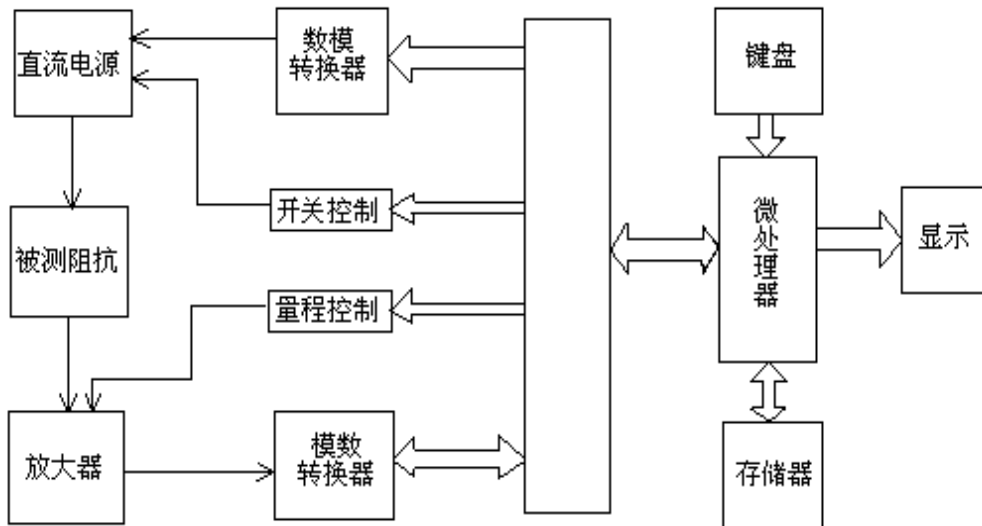 直流电源
数模
转换器
键盘
开关控制
微
处
理
器
显示
被测阻抗
量程控制
放大器
模数
转换器
存储器